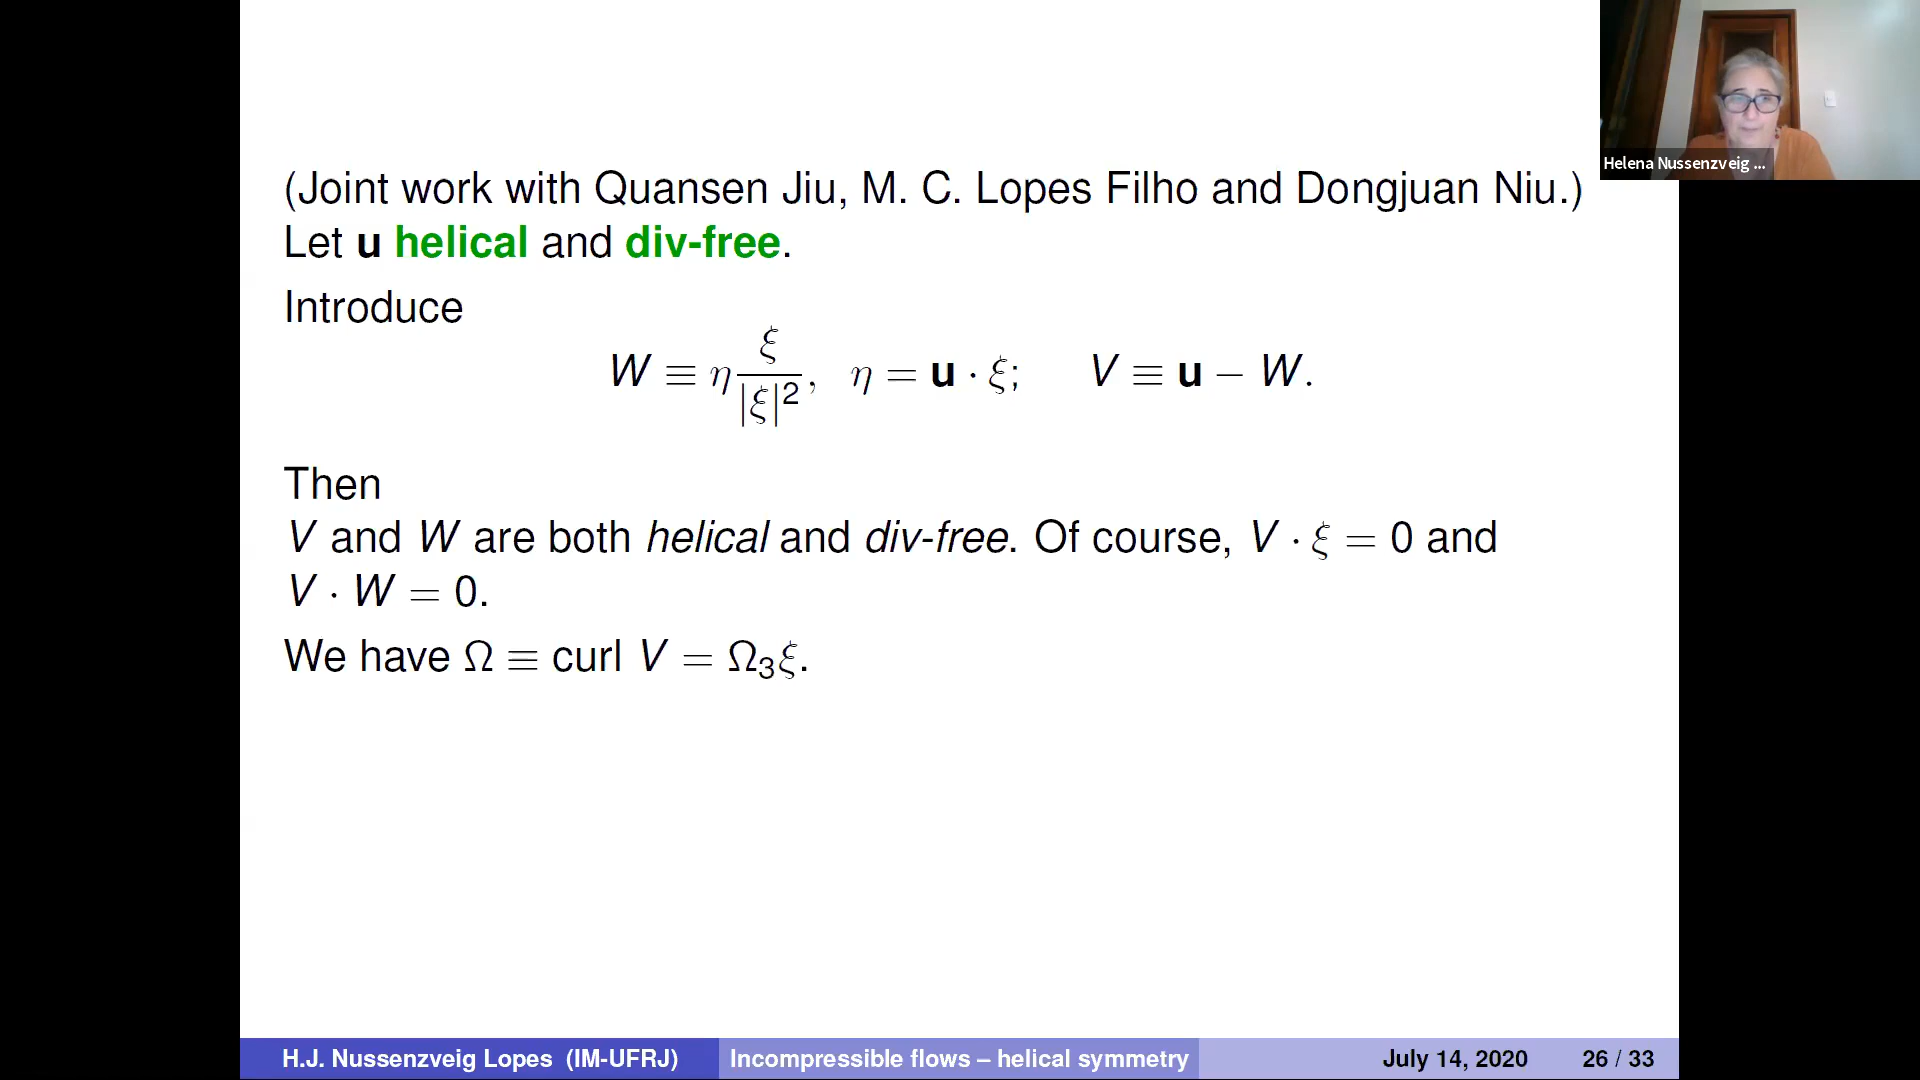 Helena Nussenzveig ...
(Joint work with Quansen Jiu, M. C. Lopes Filho and Dongjuan Niu.)
Let u helical and div-free.
Introduce
W ≡ η ξ/|ξ|², η = u · ξ; V ≡ u − W.
Then
V and W are both helical and div-free. Of course, V · ξ = 0 and
V · W = 0.
We have Ω ≡ curl V = Ω₃ξ.
H.J. Nussenzveig Lopes (IM-UFRJ) Incompressible flows – helical symmetry July 14, 2020 26 / 33